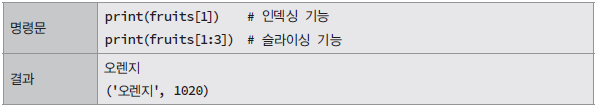 명령문
print(fruits[1])    # 인덱싱 기능
print(fruits[1:3])  # 슬라이싱 기능
결과
오렌지
('오렌지', 1020)